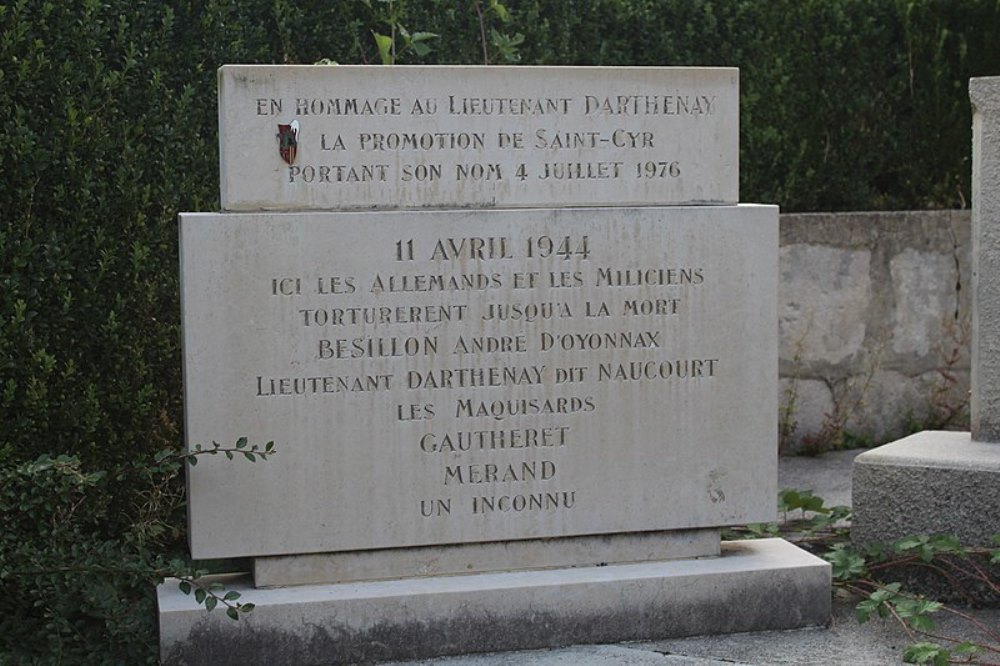 EN HOMMAGE AU LIEUTENANT DARTHENAY
LA PROMOTION DE SAINT-CYR
PORTANT SON NOM 4 JUILLET 1976
11 AVRIL 1944
ICI LES ALLEMANDS ET LES MILICIENS
TORTURERENT JUSQU'A LA MORT
BESILLON ANDRÉ D'OYONNAX
LIEUTENANT DARTHENAY DIT NAUCOURT
LES MAQUISARDS
GAUTHERET
MERAND
UN INCONNU